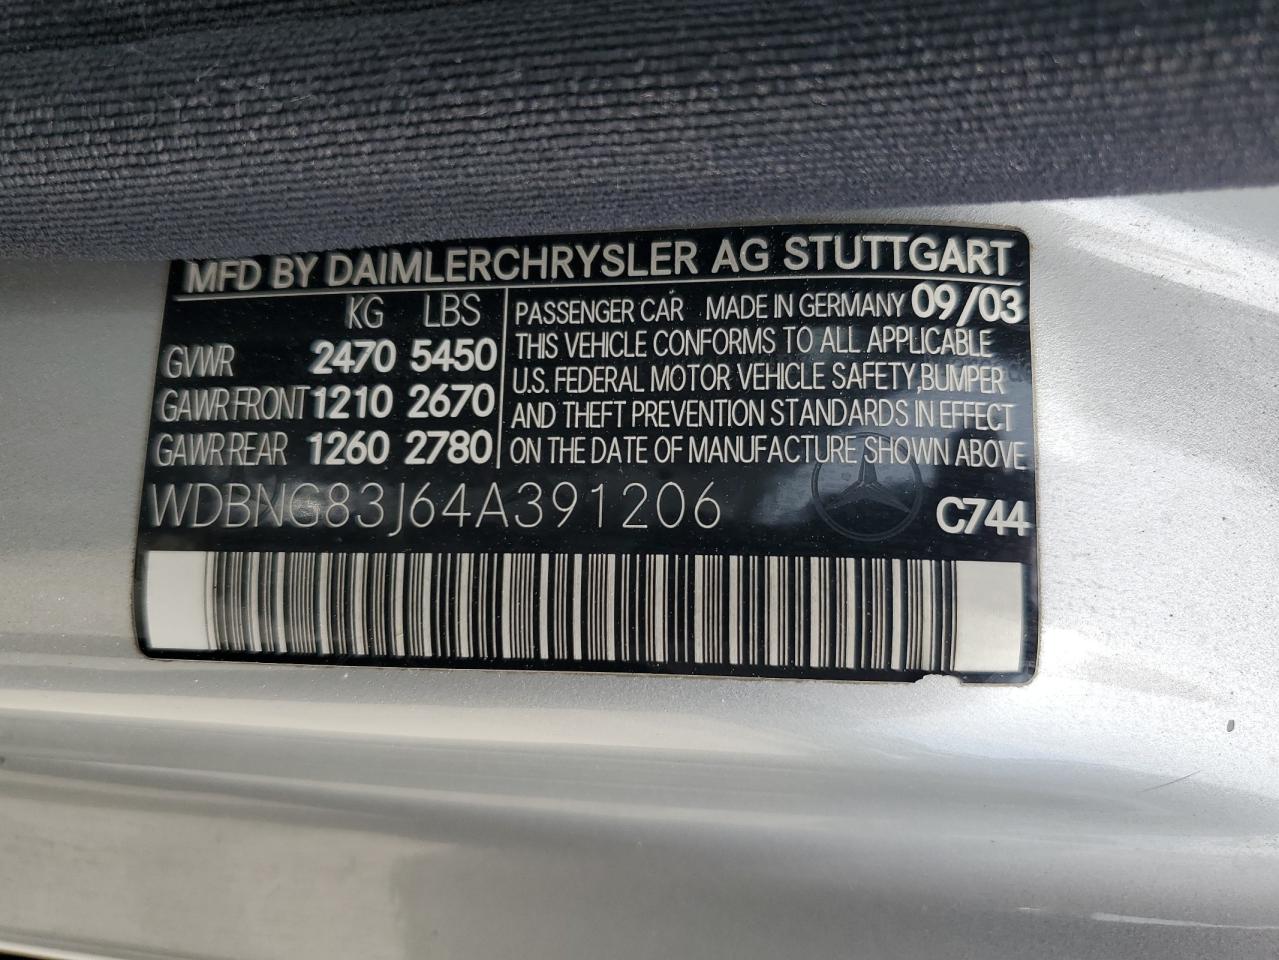 MFD BY DAIMLERCHRYSLER AG STUTTGART
KG LBS
GVWR 2470 5450
GAWR FRONT 1210 2670
GAWR REAR 1260 2780
PASSENGER CAR MADE IN GERMANY 09/03
THIS VEHICLE CONFORMS TO ALL APPLICABLE
U.S. FEDERAL MOTOR VEHICLE SAFETY, BUMPER
AND THEFT PREVENTION STANDARDS IN EFFECT
ON THE DATE OF MANUFACTURE SHOWN ABOVE
WDBNG83J64A391206
C744